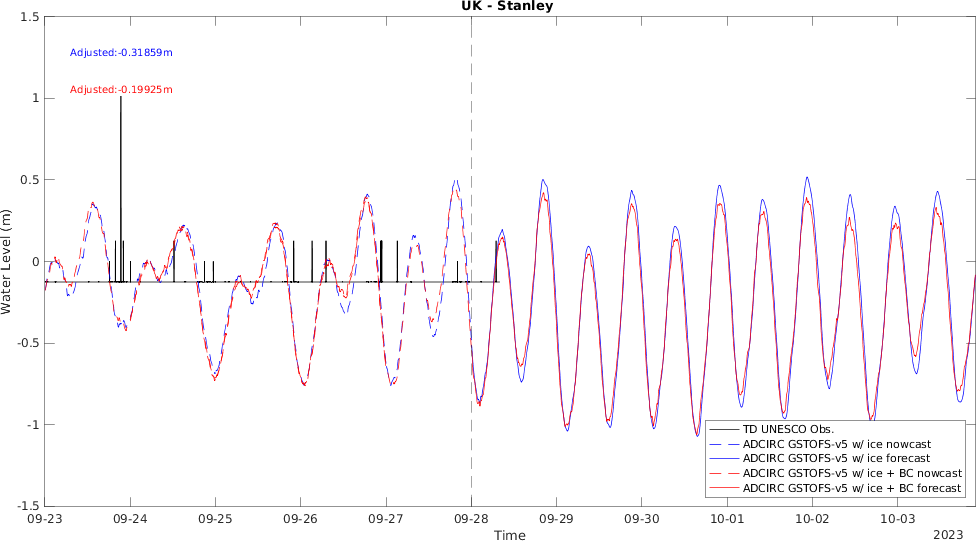 UK - Stanley
1.5
1
0.5
0
-0.5
-1
-1.5
Water Level (m)
Adjusted:-0.31859m
Adjusted:-0.19925m
TD UNESCO Obs.
ADCIRC GSTOFS-v5 w/ ice nowcast
ADCIRC GSTOFS-v5 w/ ice forecast
ADCIRC GSTOFS-v5 w/ ice + BC nowcast
ADCIRC GSTOFS-v5 w/ ice + BC forecast
09-23 09-24 09-25 09-26 09-27 09-28 09-29 09-30 10-01 10-02 10-03
Time
2023